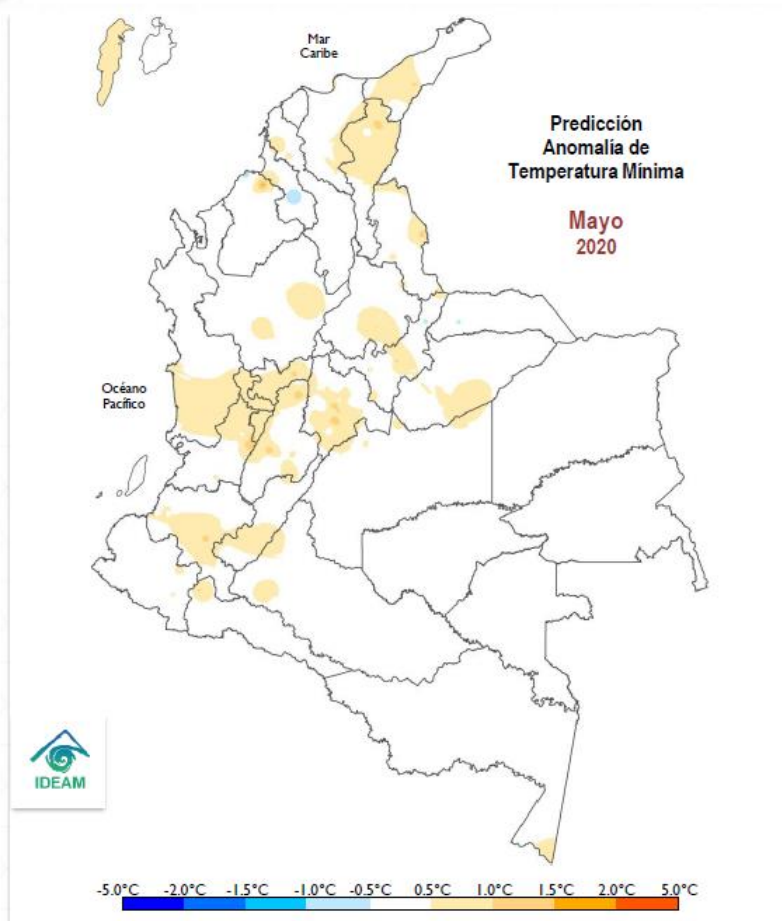 Mar
Caribe
Predicción
Anomalía de
Temperatura Mínima
Mayo
2020
Océano
Pacífico
IDEAM
-5.0°C -2.0°C -1.5°C -1.0°C -0.5°C 0.5°C 1.0°C 1.5°C 2.0°C 5.0°C